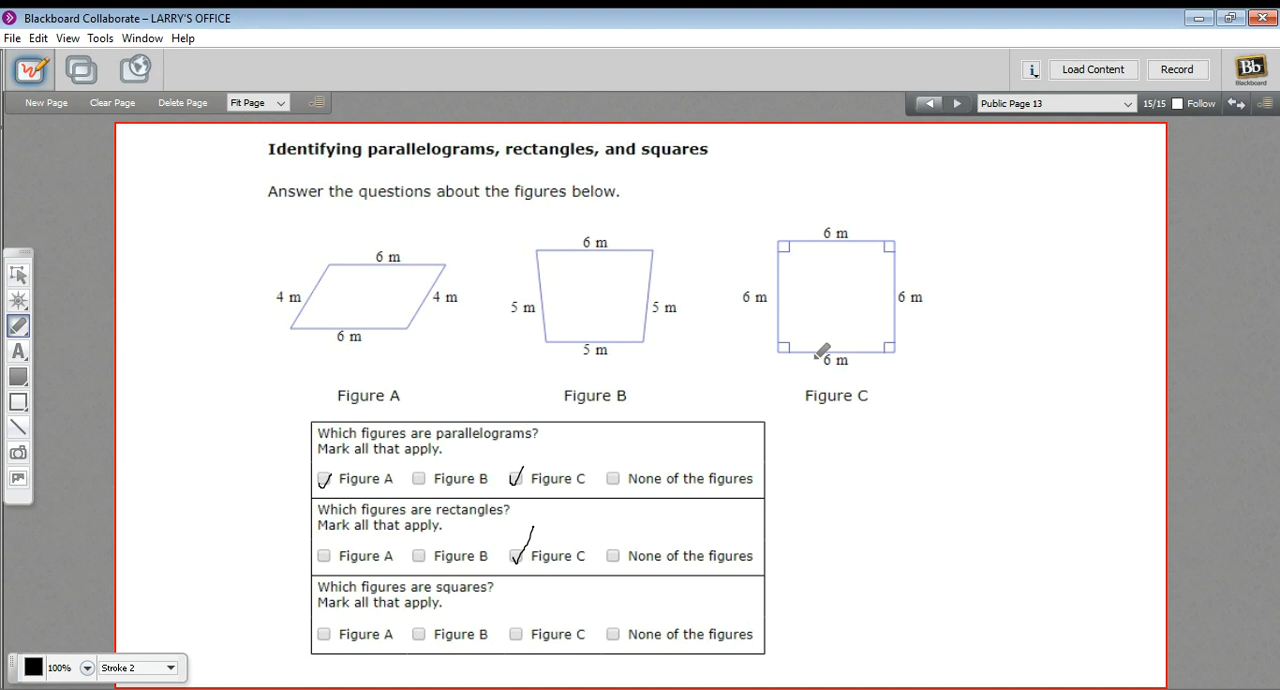 Blackboard Collaborate – LARRY'S OFFICE
File Edit View Tools Window Help
i Load Content Record Bb
Blackboard
New Page Clear Page Delete Page Fit Page Public Page 13 15/15 Follow
Identifying parallelograms, rectangles, and squares
Answer the questions about the figures below.
6 m 6 m 6 m
4 m 4 m 5 m 5 m 6 m 6 m
6 m 5 m 6 m
Figure A Figure B Figure C
Which figures are parallelograms?
Mark all that apply.
Figure A Figure B Figure C None of the figures
Which figures are rectangles?
Mark all that apply.
Figure A Figure B Figure C None of the figures
Which figures are squares?
Mark all that apply.
Figure A Figure B Figure C None of the figures
A
100% Stroke 2